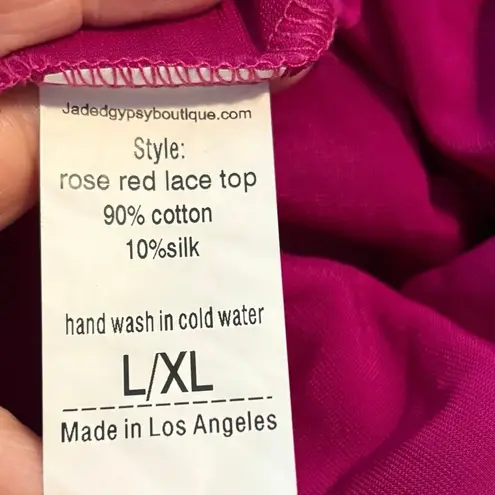 Jadedgypsyboutique.com
Style:
rose red lace top
90% cotton
10%silk
hand wash in cold water
L/XL
Made in Los Angeles